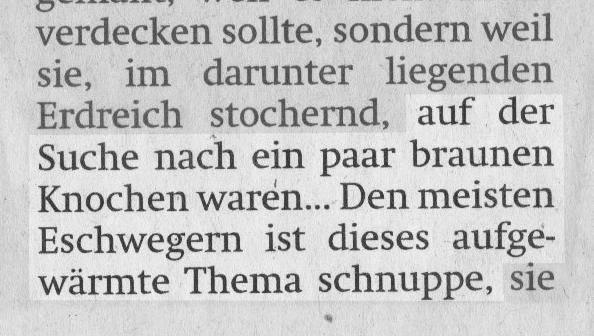 verdecken sollte, sondern weil
sie, im darunter liegenden
Erdreich stochernd, auf der
Suche nach ein paar braunen
Knochen waren... Den meisten
Eschwegern ist dieses aufge-
wärmte Thema schnuppe, sie